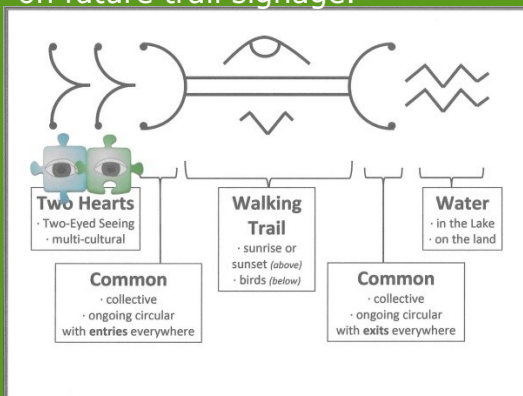 on future trail signage.
Two Hearts
· Two-Eyed Seeing
· multi-cultural
Walking
Trail
· sunrise or
sunset (above)
· birds (below)
Water
· in the Lake
· on the land
Common
· collective
· ongoing circular
with entries everywhere
Common
· collective
· ongoing circular
with exits everywhere